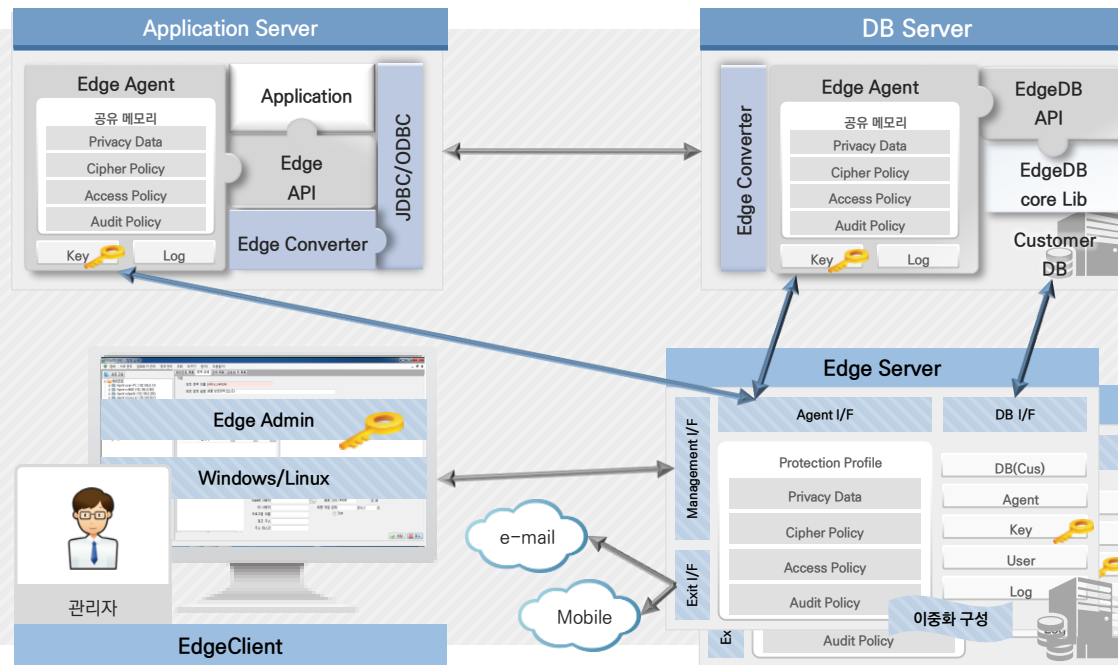 Application Server
Edge Agent
공유 메모리
Privacy Data
Cipher Policy
Access Policy
Audit Policy
Key
Log
Application
Edge
API
Edge Converter
JDBC/ODBC
DB Server
Edge Converter
Edge Agent
공유 메모리
Privacy Data
Cipher Policy
Access Policy
Audit Policy
Key
Log
EdgeDB
API
EdgeDB
core Lib
Customer
DB
Edge Admin
Windows/Linux
관리자
EdgeClient
e-mail
Mobile
Edge Server
Management I/F
Exit I/F
Agent I/F
Protection Profile
Privacy Data
Cipher Policy
Access Policy
Audit Policy
DB I/F
DB(Cus)
Agent
Key
User
Log
이중화 구성
Ex
Audit Policy